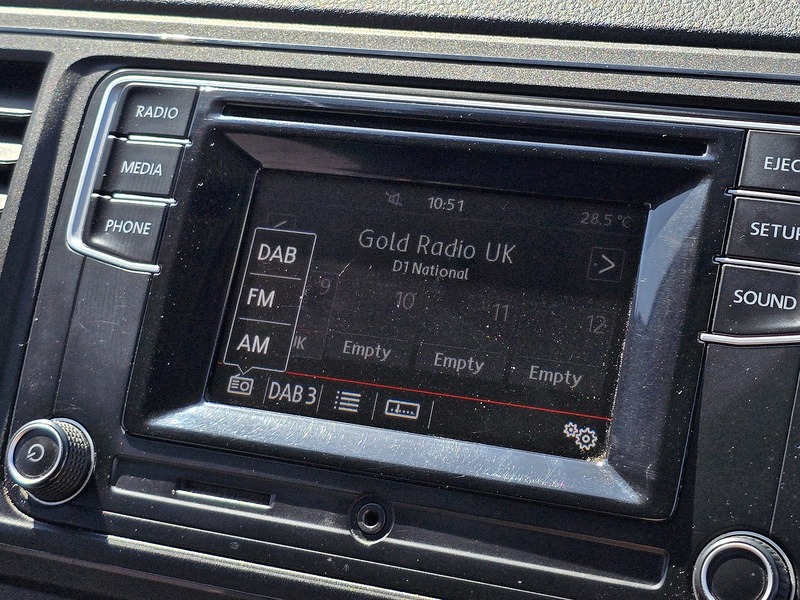 RADIO
MEDIA
PHONE
EJEC
SETUP
SOUND
10:51
28.5 °C
Gold Radio UK
D1 National
>
DAB
FM
AM
9
10
11
12
UK
Empty
Empty
Empty
DAB 3